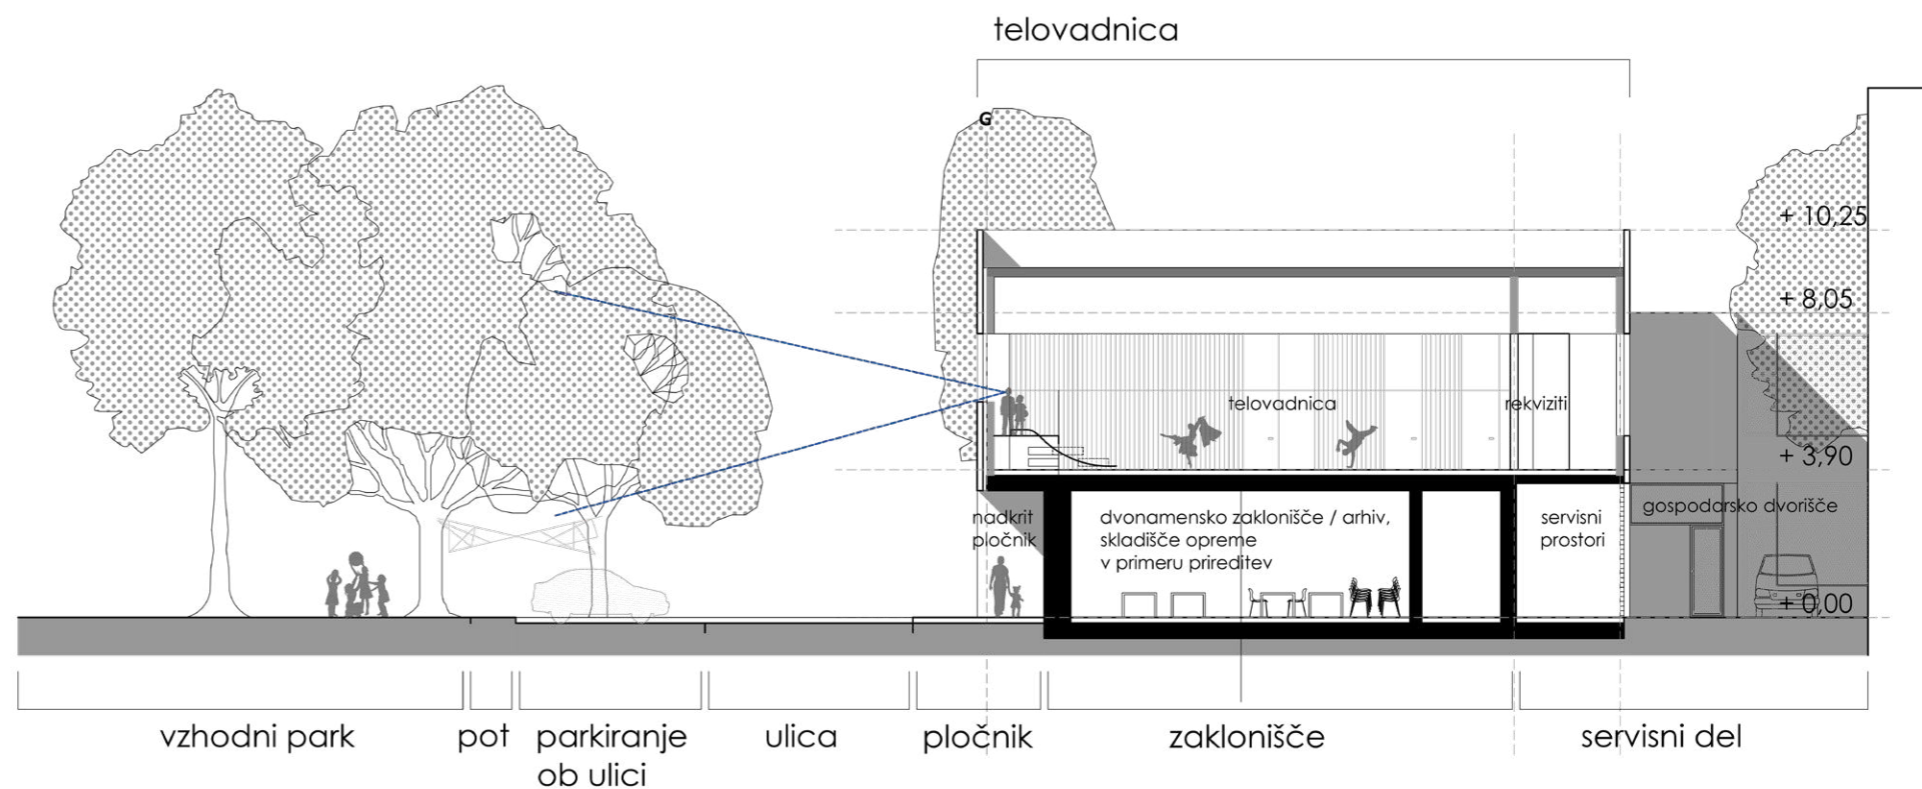 telovadnica
G
+ 10,25
+ 8,05
telovadnica
rekviziti
+ 3,90
nadkrit
pločnik
dvonamensko zaklonišče / arhiv,
skladišče opreme
v primeru prireditev
servisni
prostori
gospodarsko dvorišče
+ 0,00
vzhodni park
pot
parkiranje
ob ulici
ulica
pločnik
zaklonišče
servisni del